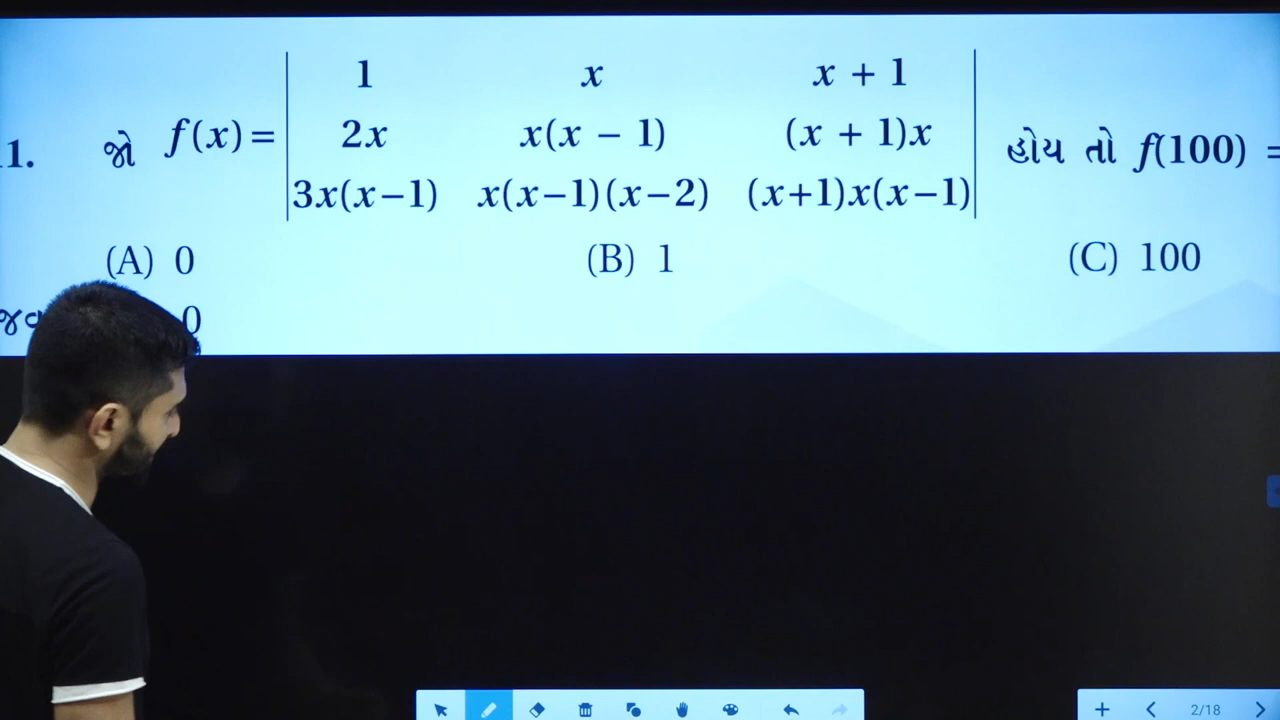 1. જો f(x) = | 1 x x + 1 |
| 2x x(x − 1) (x + 1)x | હોય તો f(100) =
| 3x(x−1) x(x−1)(x−2) (x+1)x(x−1) |
(A) 0 (B) 1 (C) 100
0
2/18